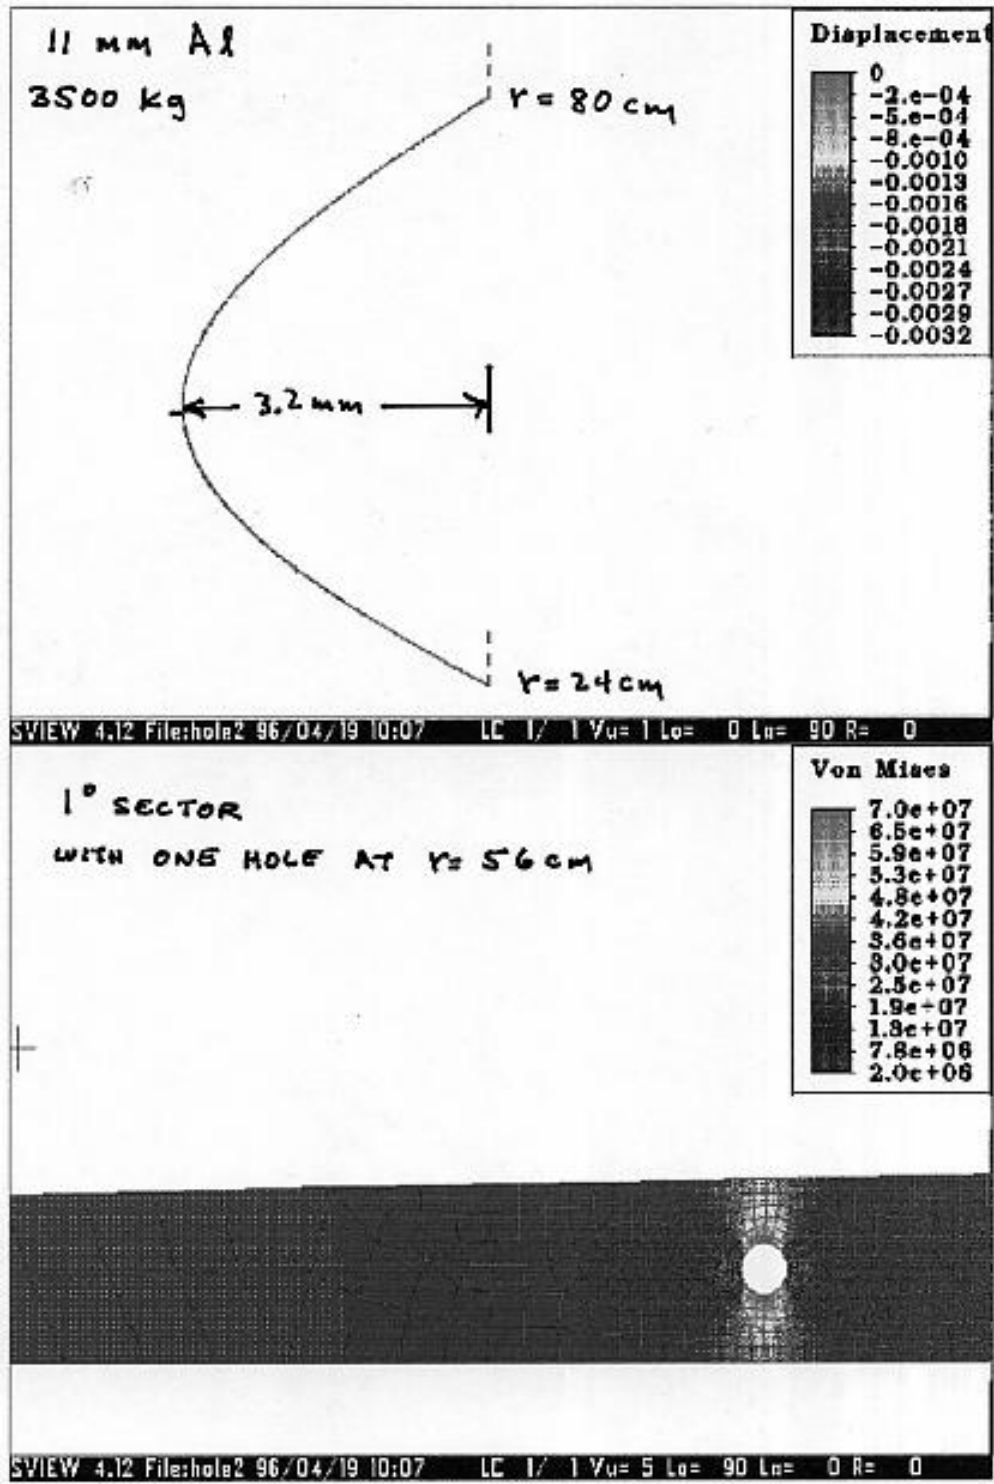 11 mm Al
3500 kg
r = 80 cm
3.2 mm
r = 24 cm
Displacement
0
-2.e-04
-5.e-04
-8.e-04
-0.0010
-0.0013
-0.0016
-0.0018
-0.0021
-0.0024
-0.0027
-0.0029
-0.0032
SVIEW 4.12 File:hole2 96/04/19 10:07 LC 1/ 1 Vu= 1 Lo= 0 La= 90 R= 0
1° SECTOR
WITH ONE HOLE AT r = 56 cm
Von Mises
7.0e+07
6.5e+07
5.9e+07
5.3e+07
4.8e+07
4.2e+07
3.6e+07
3.0e+07
2.5e+07
1.9e+07
1.3e+07
7.8e+06
2.0e+06
SVIEW 4.12 File:hole2 96/04/19 10:07 LC 1/ 1 Vu= 5 Lo= 90 La= 0 R= 0